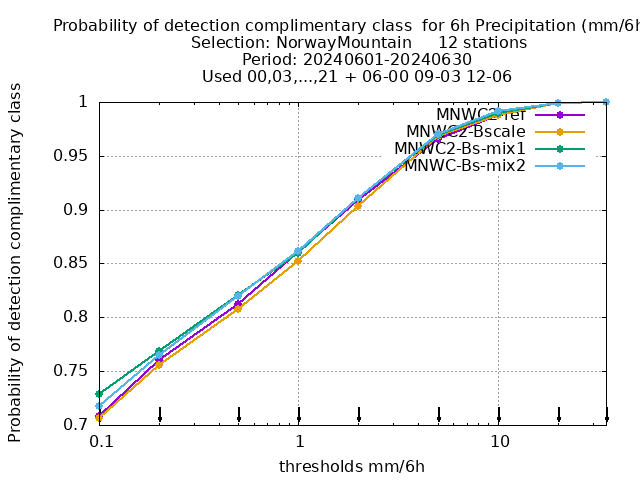 Probability of detection complimentary class  for 6h Precipitation (mm/6h
Selection: NorwayMountain     12 stations
Period: 20240601-20240630
Used 00,03,...,21 + 06-00 09-03 12-06
MNWC2-ref
MNWC2-Bscale
MNWC2-Bs-mix1
MNWC-Bs-mix2
Probability of detection complimentary class
1
0.95
0.9
0.85
0.8
0.75
0.7
0.1
1
10
thresholds mm/6h